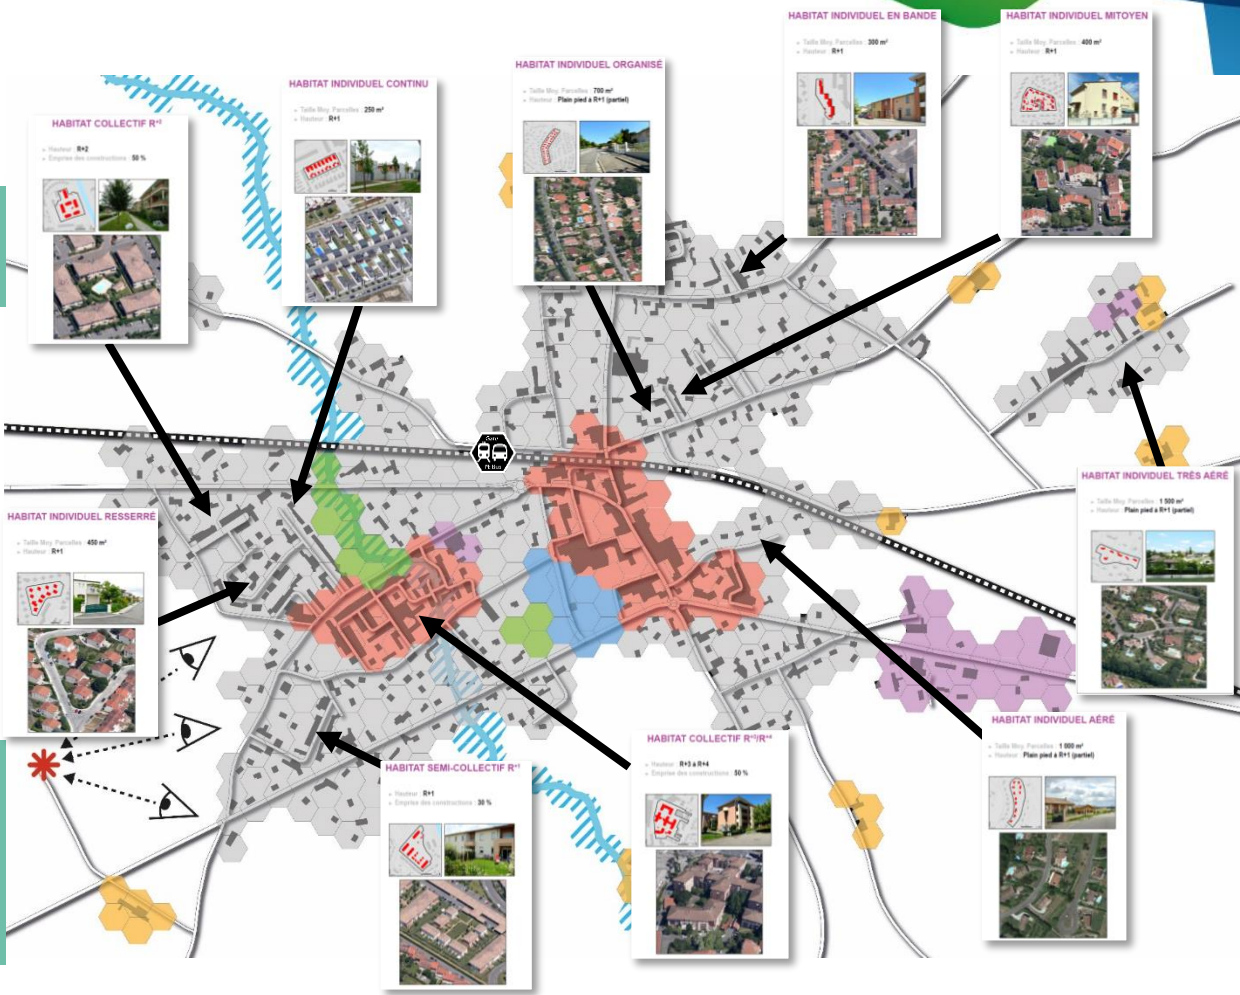 HABITAT INDIVIDUEL EN BANDE
Taille Moy. Parcelles : 300 m²
Hauteur : R+1
HABITAT INDIVIDUEL MITOYEN
Taille Moy. Parcelles : 400 m²
Hauteur : R+1
HABITAT INDIVIDUEL ORGANISÉ
Taille Moy. Parcelles : 700 m²
Hauteur : Plain pied à R+1 (partiel)
HABITAT INDIVIDUEL CONTINU
Taille Moy. Parcelles : 250 m²
Hauteur : R+1
HABITAT COLLECTIF R+2
Hauteur : R+2
Emprise des constructions : 50 %
Gare
Pt Bus
HABITAT INDIVIDUEL TRÈS AÉRÉ
Taille Moy. Parcelles : 1 500 m²
Hauteur : Plain pied à R+1 (partiel)
HABITAT INDIVIDUEL RESSERRÉ
Taille Moy. Parcelles : 450 m²
Hauteur : R+1
HABITAT INDIVIDUEL AÉRÉ
Taille Moy. Parcelles : 1 000 m²
Hauteur : Plain pied à R+1 (partiel)
HABITAT COLLECTIF R+3/R+4
Hauteur : R+3 à R+4
Emprise des constructions : 50 %
HABITAT SEMI-COLLECTIF R+1
Hauteur : R+1
Emprise des constructions : 30 %